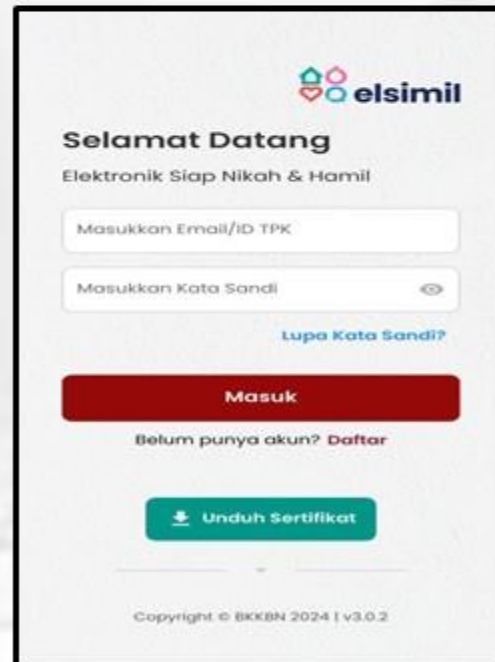 elsimil
Selamat Datang
Elektronik Siap Nikah & Hamil
Masukkan Email/ID TPK
Masukkan Kata Sandi
Lupa Kata Sandi?
Masuk
Belum punya akun? Daftar
Unduh Sertifikat
Copyright © BKKBN 2024 | v3.0.2